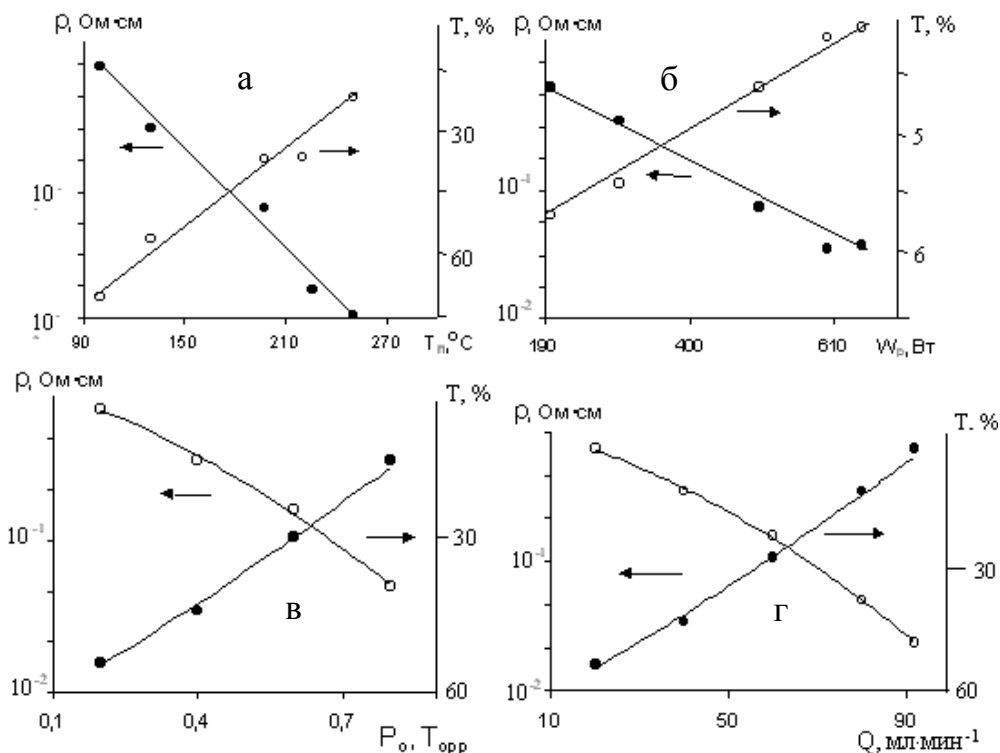 ρ, Ом·см T, %
а
30
10⁻
60
10⁻
90 150 210 270
Tп,°C
ρ, Ом·см T, %
б
5
10⁻¹
6
10⁻²
190 400 610 Wp, Вт
ρ, Ом·см T, %
10⁻¹ 30
в
10⁻² 60
0,1 0,4 0,7
Po, Торр
ρ, Ом·см T. %
10⁻¹ 30
г
10⁻² 60
10 50 90
Q, мл·мин⁻¹